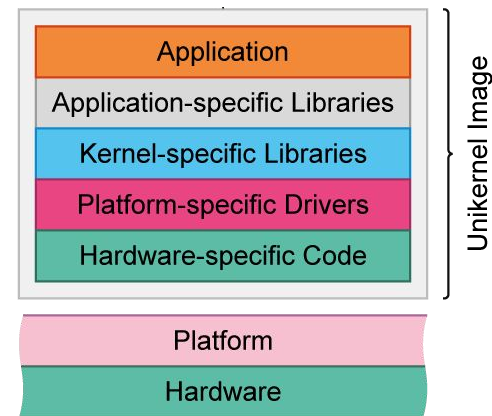 Application
Application-specific Libraries
Kernel-specific Libraries
Platform-specific Drivers
Hardware-specific Code
Unikernel Image
Platform
Hardware